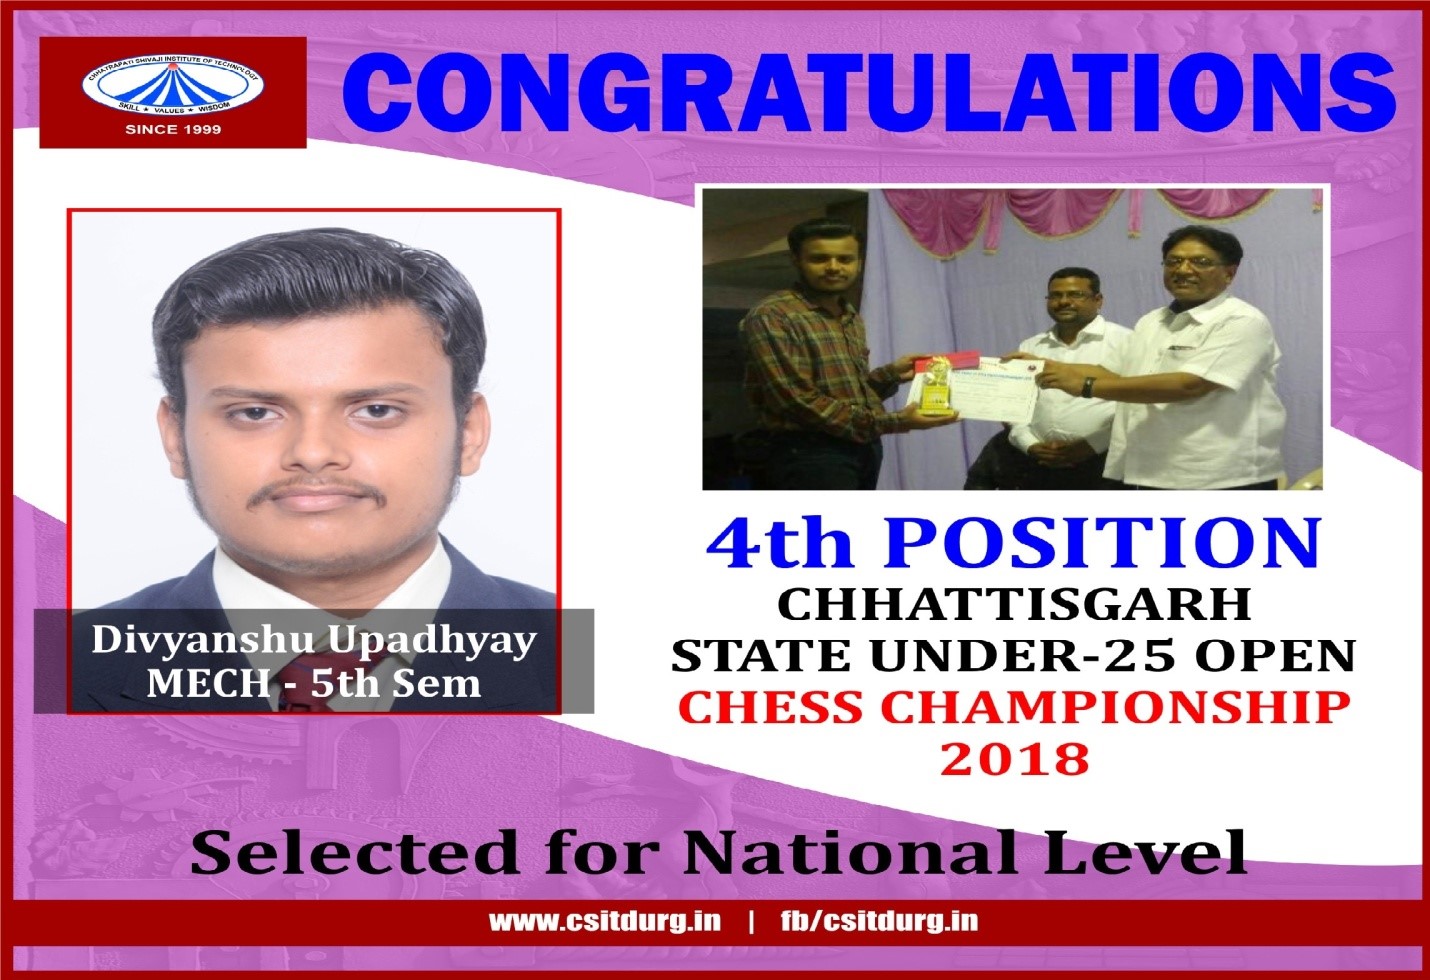 CHHATRAPATI SHIVAJI INSTITUTE OF TECHNOLOGY
SKILL ★ VALUES ★ WISDOM
SINCE 1999
CONGRATULATIONS
Divyanshu Upadhyay
MECH - 5th Sem
4th POSITION
CHHATTISGARH
STATE UNDER-25 OPEN
CHESS CHAMPIONSHIP
2018
Selected for National Level
www.csitdurg.in | fb/csitdurg.in